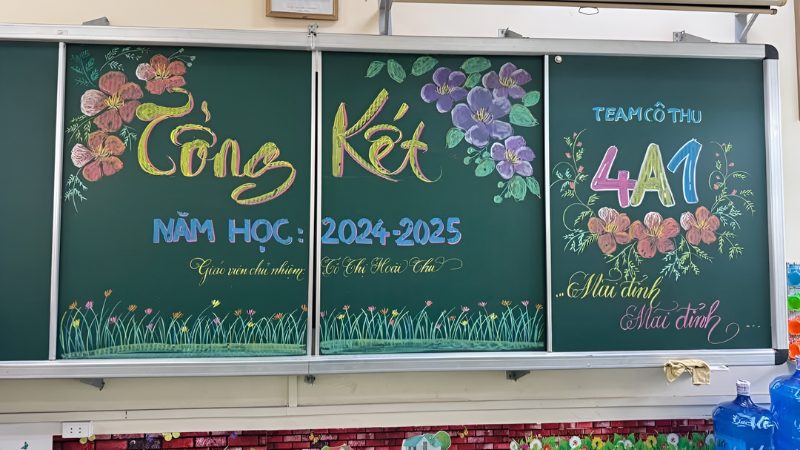 Tổng Kết
NĂM HỌC: 2024-2025
Giáo viên chủ nhiệm: Cô Thị Hoài Thu
TEAM CÔ THU
4A1
...Mãi đỉnh
Mãi đỉnh...